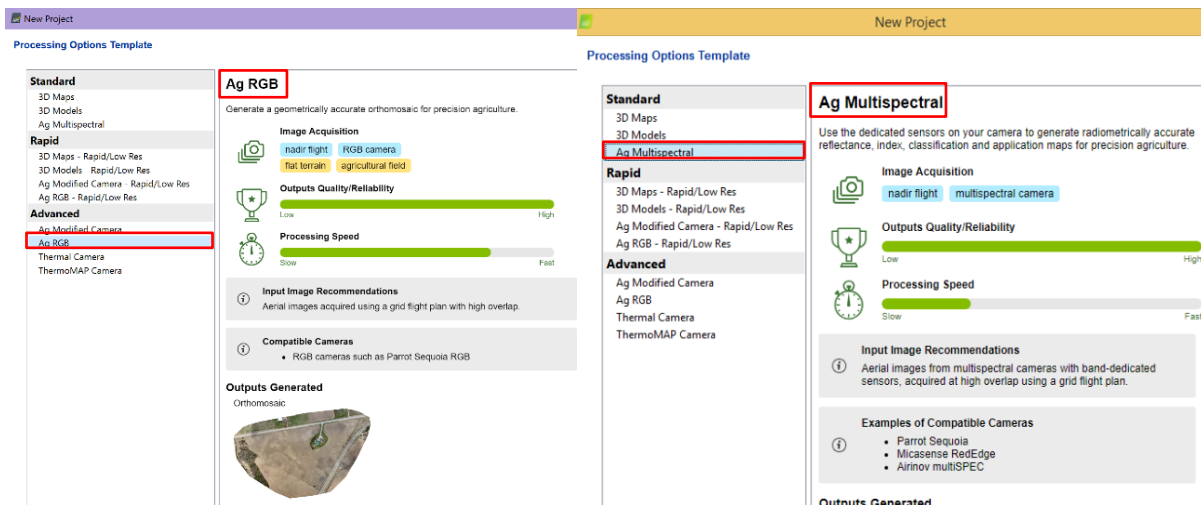 New Project
Processing Options Template
Standard
3D Maps
3D Models
Ag Multispectral
Rapid
3D Maps - Rapid/Low Res
3D Models - Rapid/Low Res
Ag Modified Camera - Rapid/Low Res
Ag RGB - Rapid/Low Res
Advanced
Ag Modified Camera
Ag RGB
Thermal Camera
ThermoMAP Camera
Ag RGB
Generate a geometrically accurate orthomosaic for precision agriculture.
Image Acquisition
nadir flight RGB camera
flat terrain agricultural field
Outputs Quality/Reliability
Low High
Processing Speed
Slow Fast
Input Image Recommendations
Aerial images acquired using a grid flight plan with high overlap.
Compatible Cameras
• RGB cameras such as Parrot Sequoia RGB
Outputs Generated
Orthomosaic
New Project
Processing Options Template
Standard
3D Maps
3D Models
Ag Multispectral
Rapid
3D Maps - Rapid/Low Res
3D Models - Rapid/Low Res
Ag Modified Camera - Rapid/Low Res
Ag RGB - Rapid/Low Res
Advanced
Ag Modified Camera
Ag RGB
Thermal Camera
ThermoMAP Camera
Ag Multispectral
Use the dedicated sensors on your camera to generate radiometrically accurate
reflectance, index, classification and application maps for precision agriculture.
Image Acquisition
nadir flight multispectral camera
Outputs Quality/Reliability
Low High
Processing Speed
Slow Fast
Input Image Recommendations
Aerial images from multispectral cameras with band-dedicated
sensors, acquired at high overlap using a grid flight plan.
Examples of Compatible Cameras
• Parrot Sequoia
• Micasense RedEdge
• Airinov multiSPEC
Outputs Generated